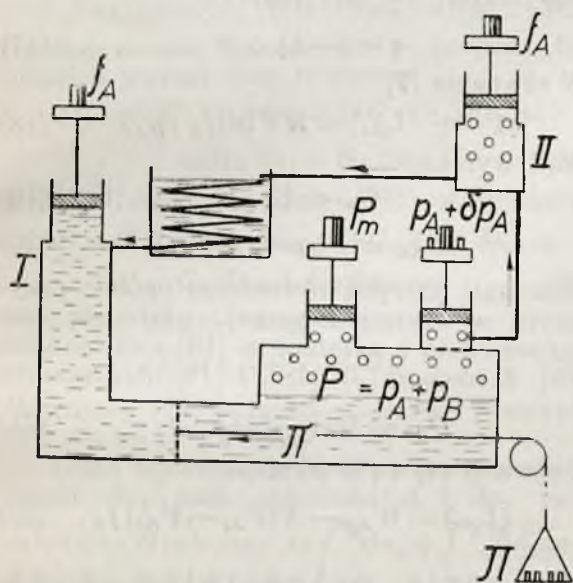 f_A
f_A
II
P_m
p_A+δp_A
I
P = p_A + p_B
Л
Л